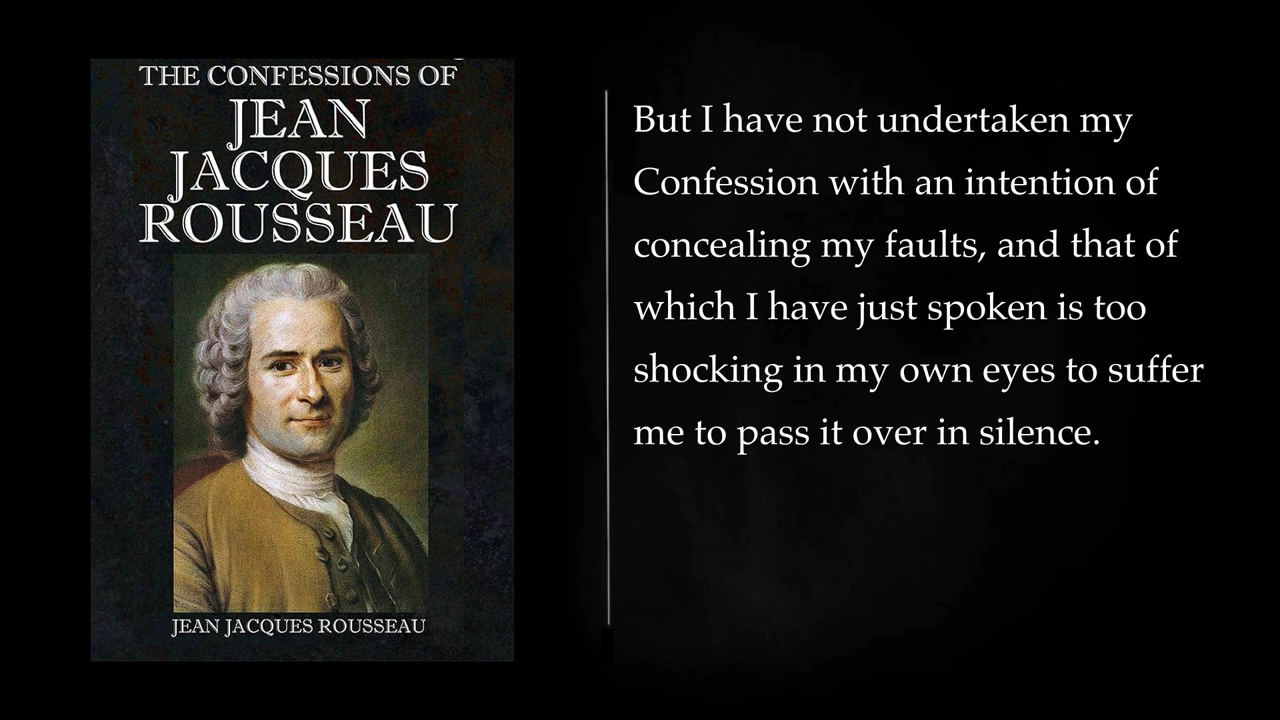 THE CONFESSIONS OF
JEAN
JACQUES
ROUSSEAU
JEAN JACQUES ROUSSEAU
But I have not undertaken my
Confession with an intention of
concealing my faults, and that of
which I have just spoken is too
shocking in my own eyes to suffer
me to pass it over in silence.